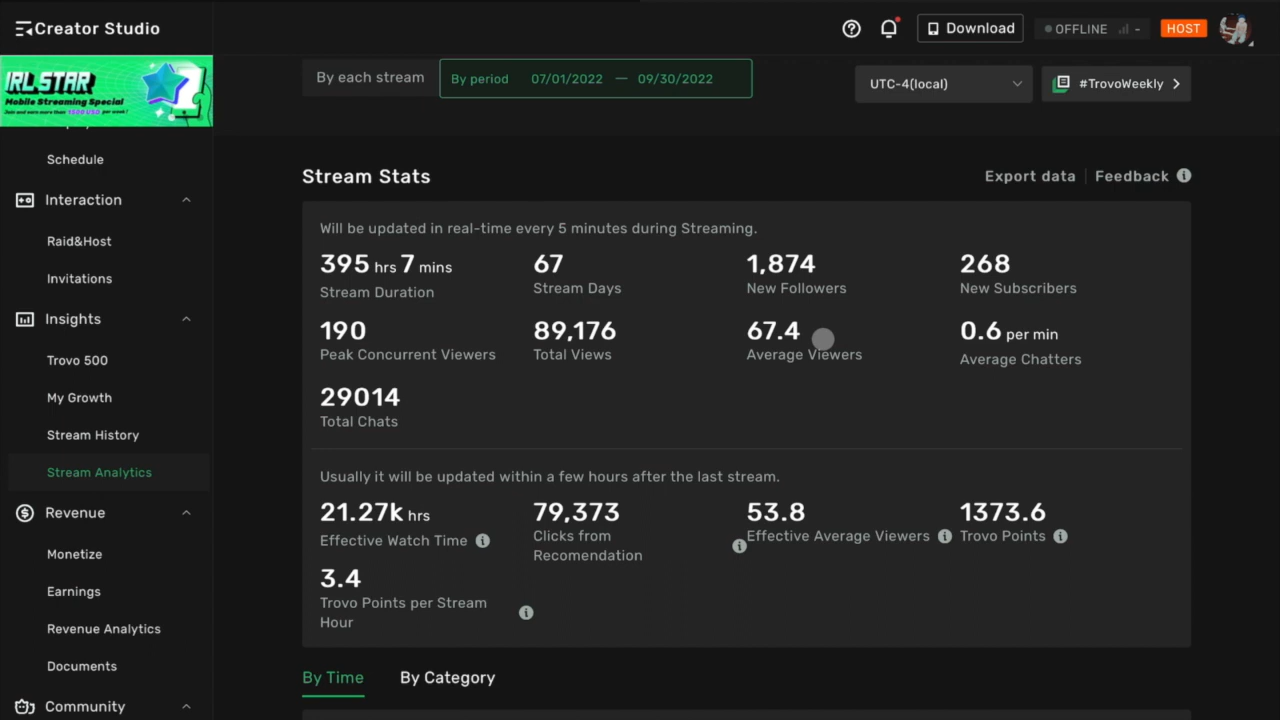 Creator Studio
Download
OFFLINE
-
HOST
IRL STAR
Mobile Streaming Special
By each stream
By period 07/01/2022 — 09/30/2022
UTC-4(local)
#TrovoWeekly
Schedule
Interaction
Raid&Host
Invitations
Insights
Trovo 500
My Growth
Stream History
Stream Analytics
Revenue
Monetize
Earnings
Revenue Analytics
Documents
Community
Stream Stats
Export data
Feedback
Will be updated in real-time every 5 minutes during Streaming.
395 hrs 7 mins
Stream Duration
67
Stream Days
1,874
New Followers
268
New Subscribers
190
Peak Concurrent Viewers
89,176
Total Views
67.4
Average Viewers
0.6 per min
Average Chatters
29014
Total Chats
Usually it will be updated within a few hours after the last stream.
21.27k hrs
Effective Watch Time
79,373
Clicks from
Recomendation
53.8
Effective Average Viewers
1373.6
Trovo Points
3.4
Trovo Points per Stream
Hour
By Time
By Category